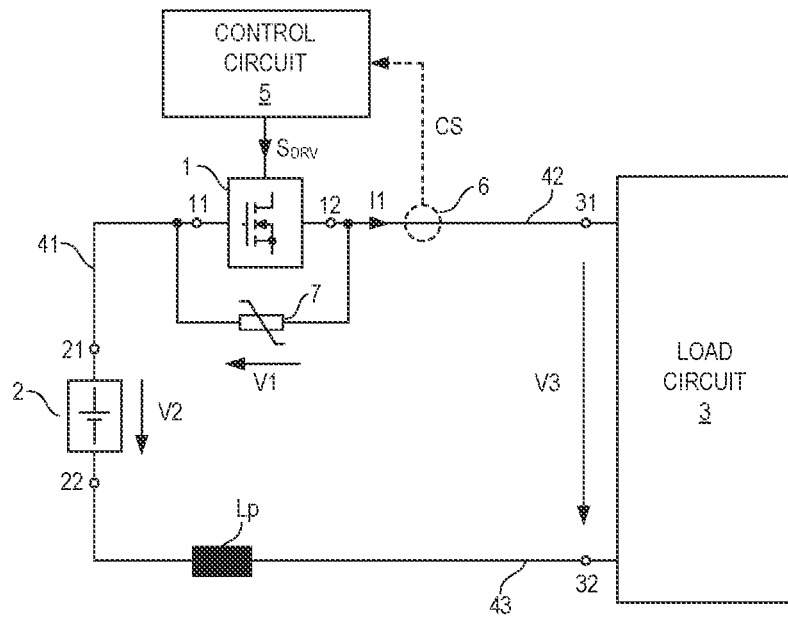 CONTROL
CIRCUIT
5
CS
SDRV
1
11
12
I1
6
42
31
41
7
V1
21
2
V2
V3
LOAD
CIRCUIT
3
22
Lp
43
32